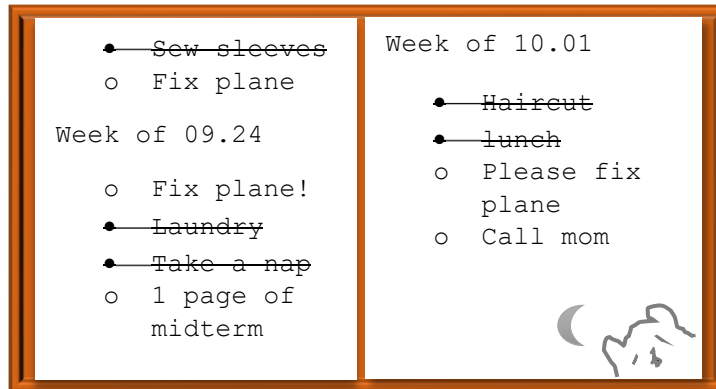 Sew sleeves
Fix plane
Week of 09.24
Fix plane!
Laundry
Take a nap
1 page of
midterm
Week of 10.01
Haircut
lunch
Please fix
plane
Call mom